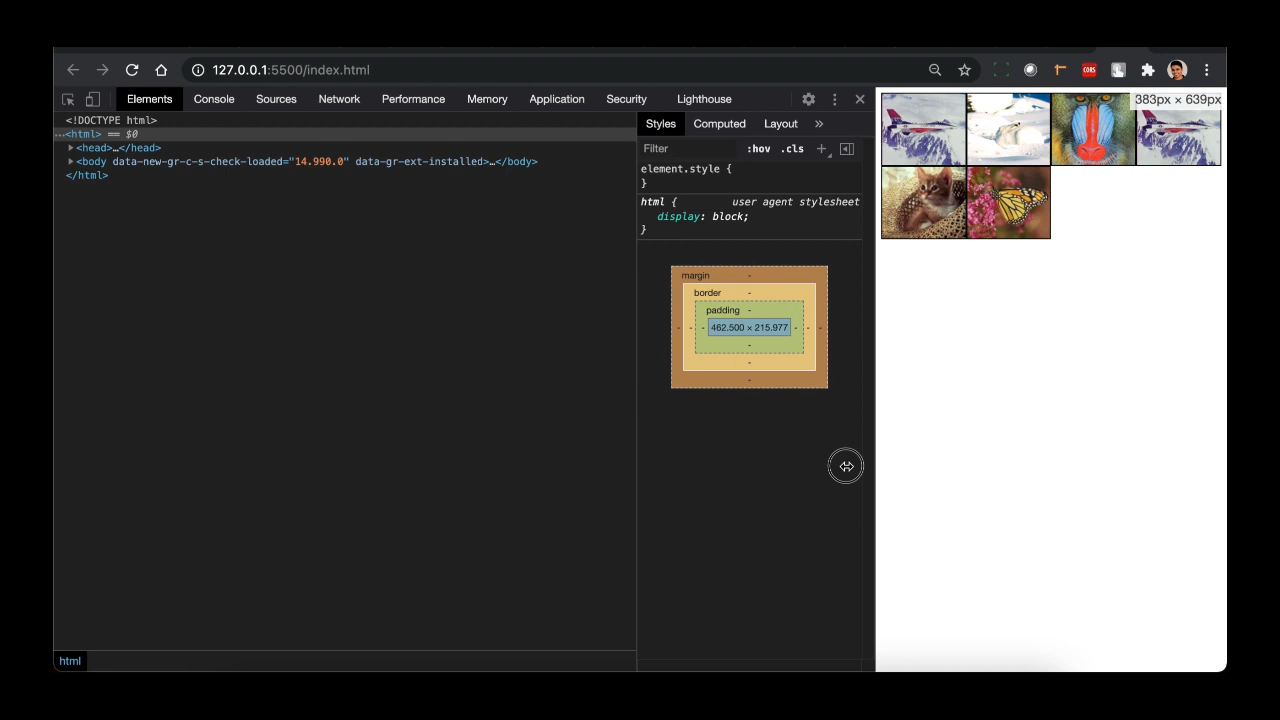 127.0.0.1:5500/index.html
CORS
Elements Console Sources Network Performance Memory Application Security Lighthouse
<!DOCTYPE html>
…<html> == $0
<head>…</head>
<body data-new-gr-c-s-check-loaded="14.990.0" data-gr-ext-installed>…</body>
</html>
html
Styles Computed Layout »
Filter :hov .cls +
element.style {
}
html { user agent stylesheet
display: block;
}
margin -
border -
padding -
- - - 462.500 × 215.977 - - -
-
-
-
383px × 639px